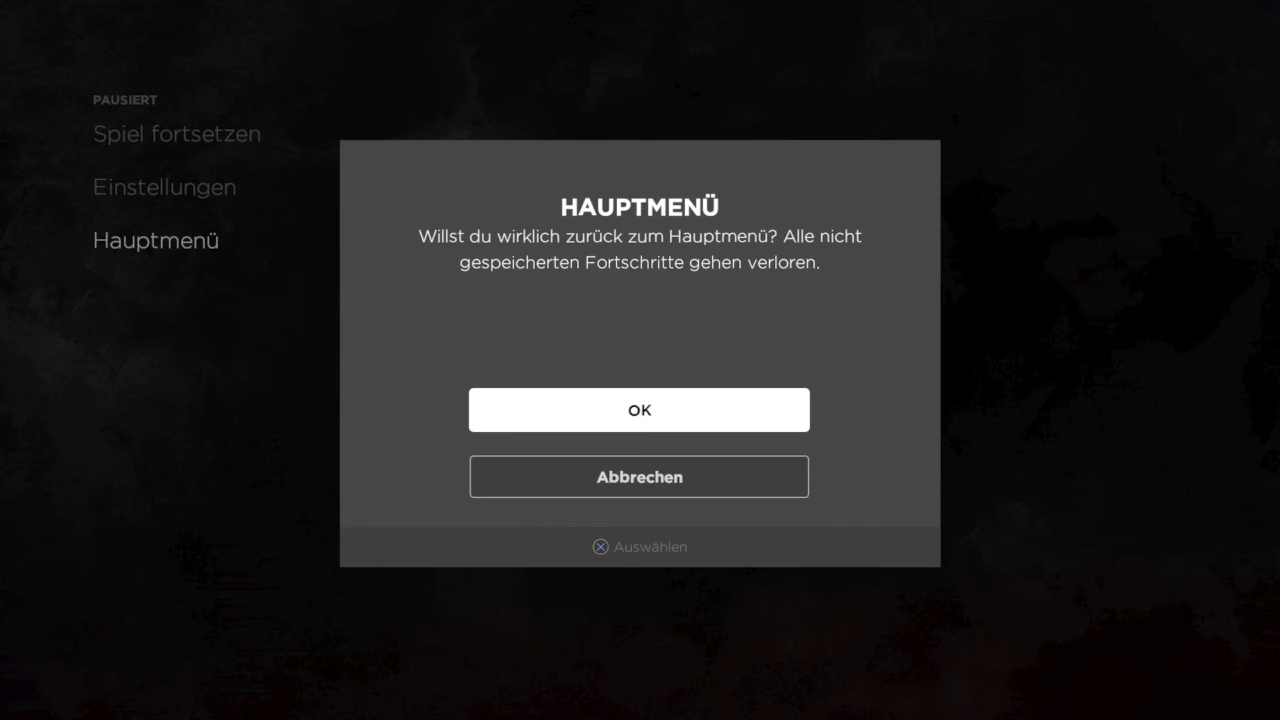 PAUSIERT
Spiel fortsetzen
Einstellungen
Hauptmenü
HAUPTMENÜ
Willst du wirklich zurück zum Hauptmenü? Alle nicht
gespeicherten Fortschritte gehen verloren.
OK
Abbrechen
Auswählen